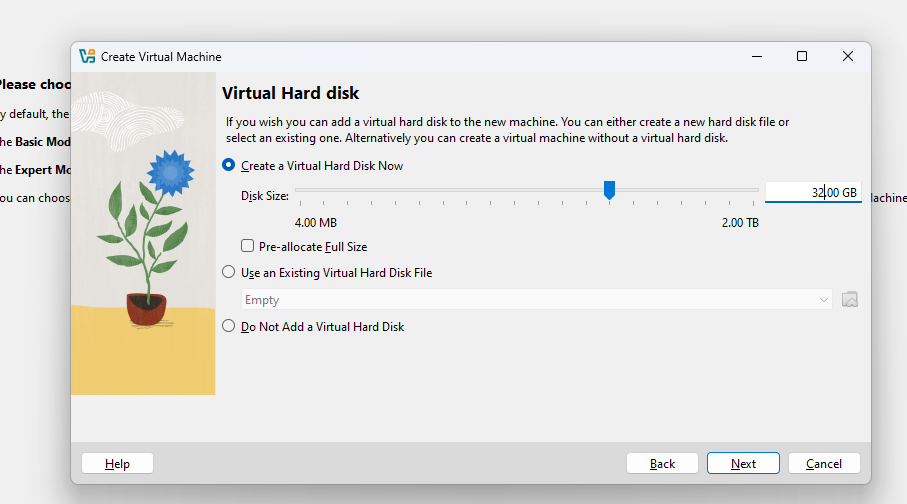 Create Virtual Machine
Please choo
y default, the
he Basic Mod
he Expert Mo
ou can choos
achine
Virtual Hard disk
If you wish you can add a virtual hard disk to the new machine. You can either create a new hard disk file or
select an existing one. Alternatively you can create a virtual machine without a virtual hard disk.
Create a Virtual Hard Disk Now
Disk Size:
32.00 GB
4.00 MB
2.00 TB
Pre-allocate Full Size
Use an Existing Virtual Hard Disk File
Empty
Do Not Add a Virtual Hard Disk
Help
Back
Next
Cancel